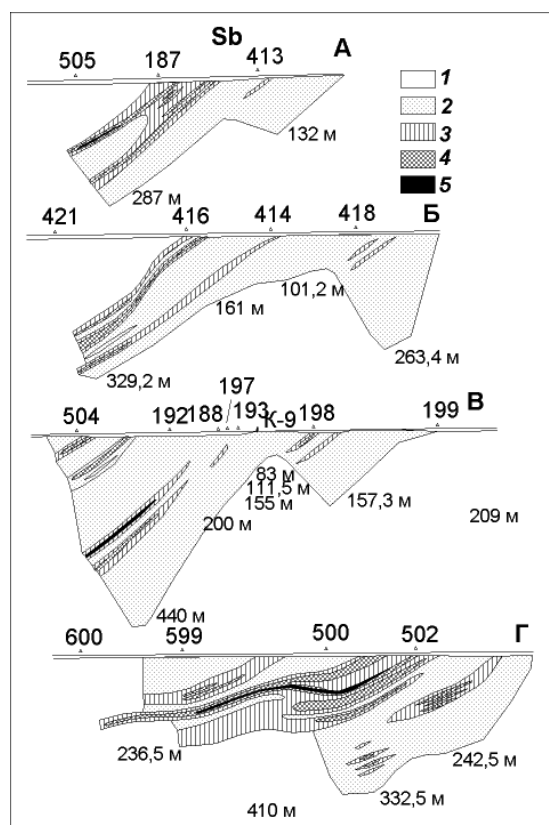 Sb
505 187 413 А
1
2
3
4
5
132 м
287 м
421 416 414 418 Б
161 м
101,2 м
263,4 м
329,2 м
197
504 192 188 193 К-9 198 199 В
83 м
111,5 м
155 м
157,3 м
200 м
209 м
440 м
600 599 500 502 Г
236,5 м
242,5 м
332,5 м
410 м